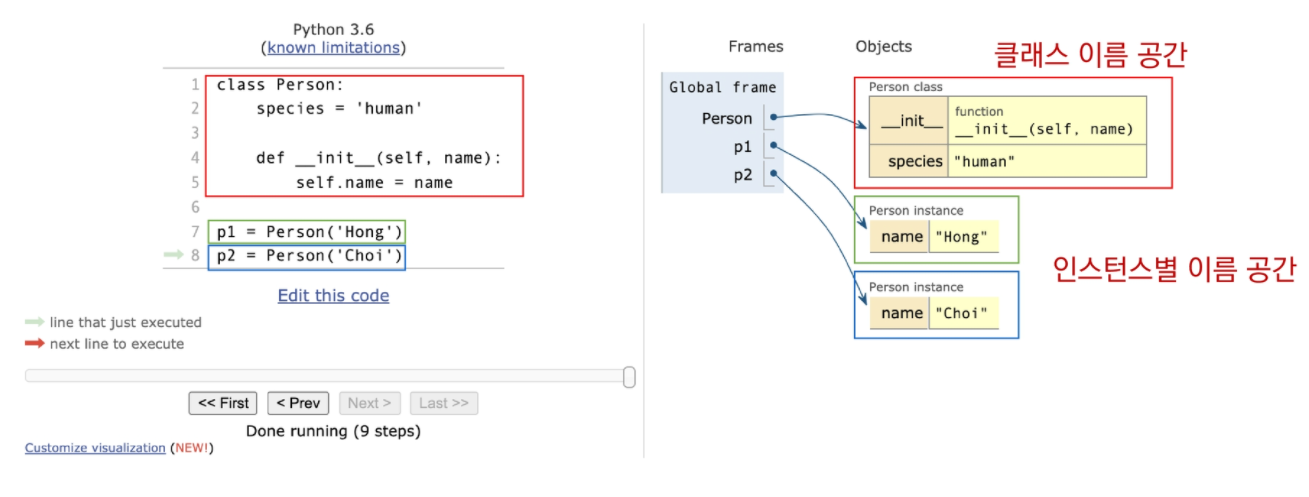 Python 3.6
(known limitations)
1 class Person:
2     species = 'human'
3
4     def __init__(self, name):
5         self.name = name
6
7 p1 = Person('Hong')
8 p2 = Person('Choi')
Edit this code
line that just executed
next line to execute
<< First < Prev Next > Last >>
Done running (9 steps)
Customize visualization (NEW!)
Frames Objects
클래스 이름 공간
Global frame
Person
p1
p2
Person class
__init__ function
__init__(self, name)
species "human"
Person instance
name "Hong"
인스턴스별 이름 공간
Person instance
name "Choi"